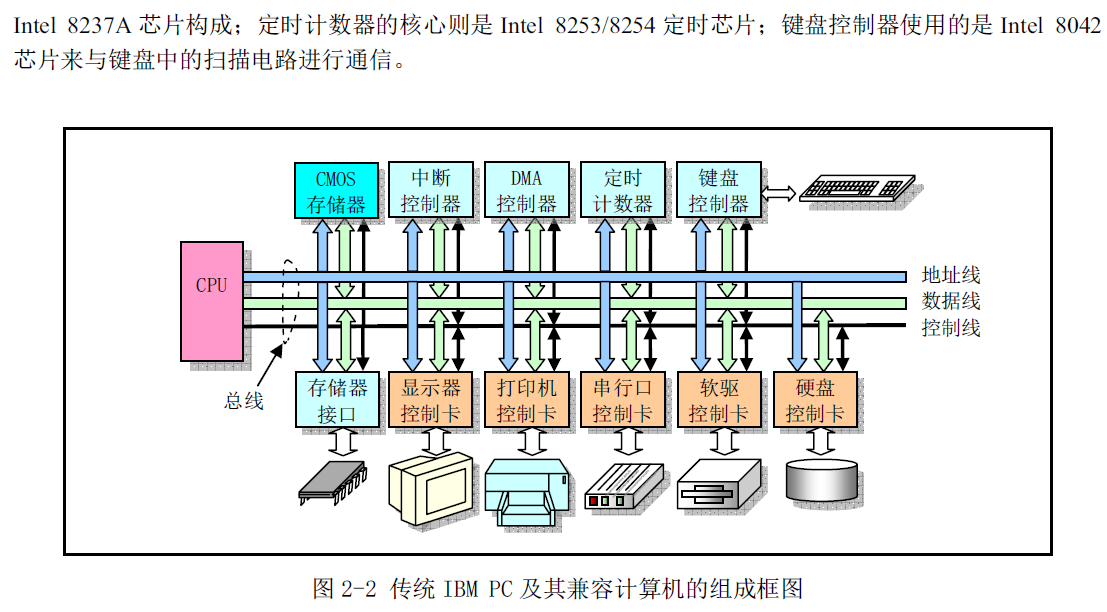 Intel 8237A 芯片构成；定时计数器的核心则是 Intel 8253/8254 定时芯片；键盘控制器使用的是 Intel 8042
芯片来与键盘中的扫描电路进行通信。
CMOS
存储器
中断
控制器
DMA
控制器
定时
计数器
键盘
控制器
CPU
地址线
数据线
控制线
总线
存储器
接口
显示器
控制卡
打印机
控制卡
串行口
控制卡
软驱
控制卡
硬盘
控制卡
图 2-2 传统 IBM PC 及其兼容计算机的组成框图